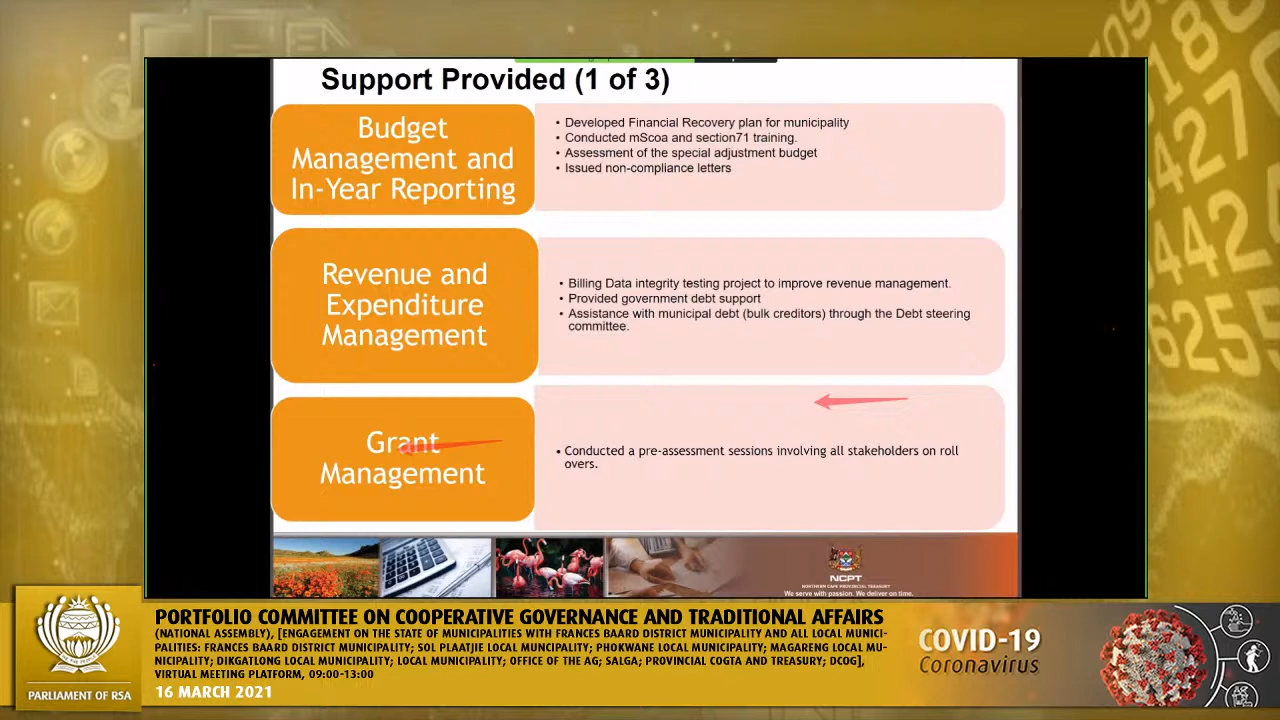 Support Provided (1 of 3)
Budget
Management and
In-Year Reporting
• Developed Financial Recovery plan for municipality
• Conducted mScoa and section71 training.
• Assessment of the special adjustment budget
• Issued non-compliance letters
Revenue and
Expenditure
Management
• Billing Data integrity testing project to improve revenue management.
• Provided government debt support
• Assistance with municipal debt (bulk creditors) through the Debt steering
committee.
Grant
Management
▪ Conducted a pre-assessment sessions involving all stakeholders on roll
overs.
NCPT
NORTHERN CAPE PROVINCIAL TREASURY
We serve with passion. We deliver on time.
PORTFOLIO COMMITTEE ON COOPERATIVE GOVERNANCE AND TRADITIONAL AFFAIRS
(NATIONAL ASSEMBLY), [ENGAGEMENT ON THE STATE OF MUNICIPALITIES WITH FRANCES BAARD DISTRICT MUNICIPALITY AND ALL LOCAL MUNICI-
PALITIES: FRANCES BAARD DISTRICT MUNICIPALITY; SOL PLAATJIE LOCAL MUNCIPALITY; PHOKWANE LOCAL MUNICIPALITY; MAGARENG LOCAL MU-
NICIPALITY; DIKGATLONG LOCAL MUNICIPALITY; LOCAL MUNICIPALITY; OFFICE OF THE AG; SALGA; PROVINCIAL COGTA AND TREASURY; DCOG],
VIRTUAL MEETING PLATFORM, 09:00-13:00
16 MARCH 2021
PARLIAMENT OF RSA
COVID-19
Coronavirus